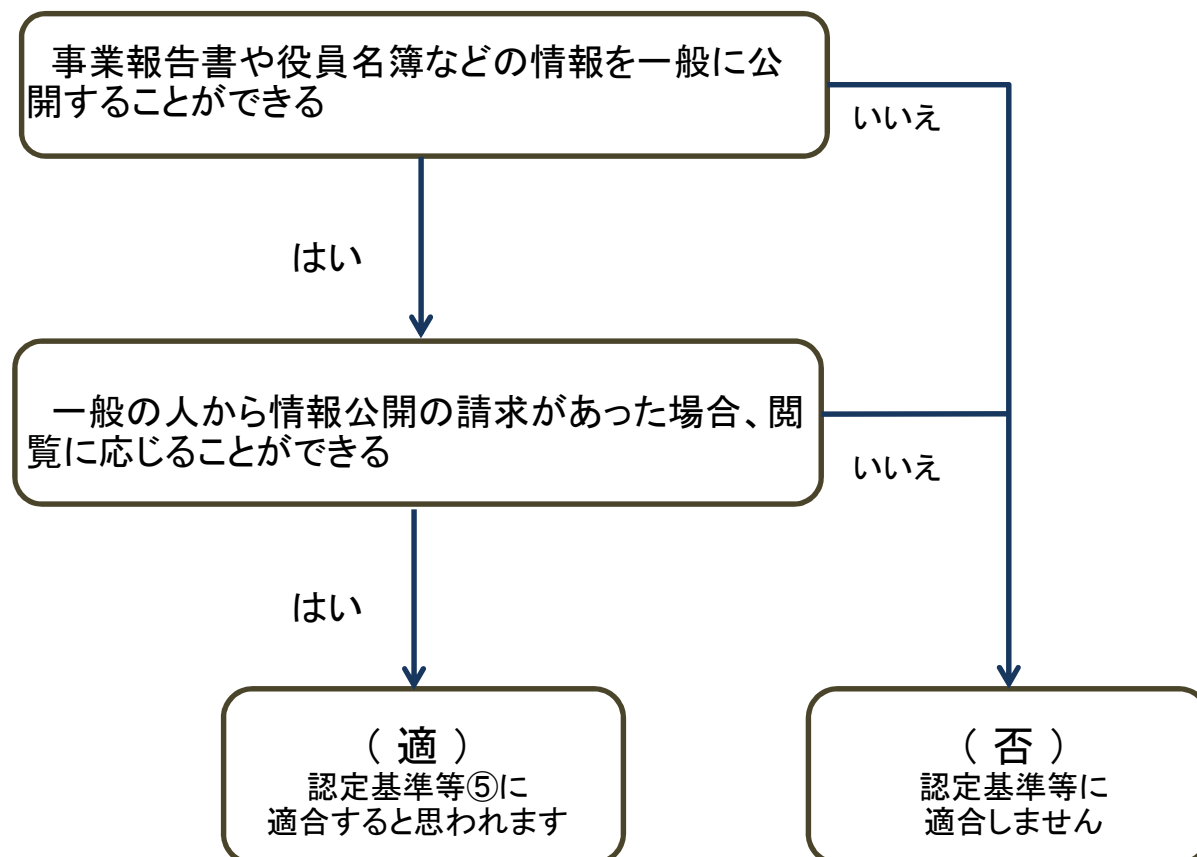 事業報告書や役員名簿などの情報を一般に公
開することができる
いいえ
はい
一般の人から情報公開の請求があった場合、閲
覧に応じることができる
いいえ
はい
（ 適 ）
認定基準等⑤に
適合すると思われます
（ 否 ）
認定基準等に
適合しません